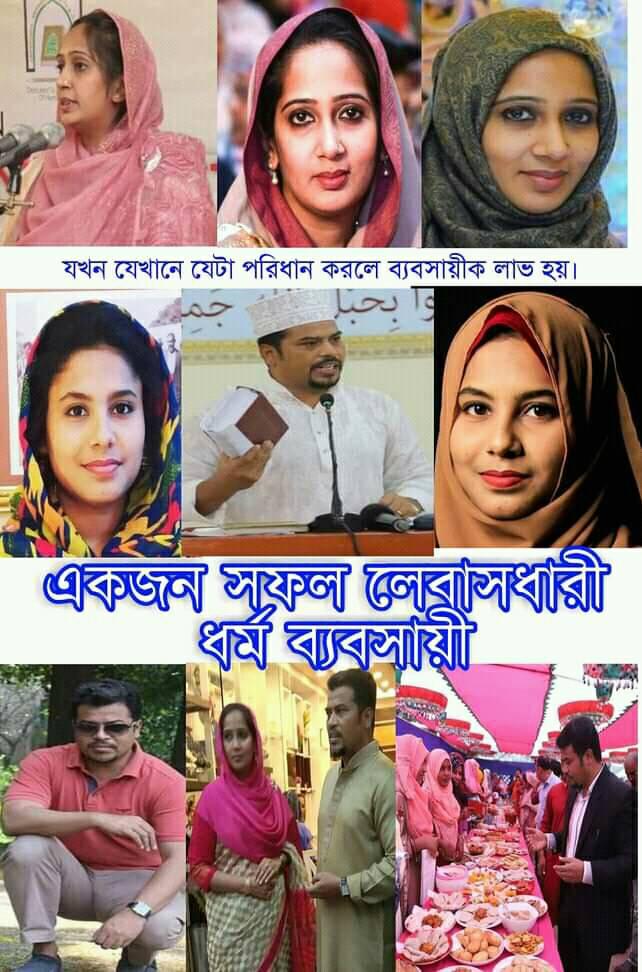 যখন যেখানে যেটা পরিধান করলে ব্যবসায়ীক লাভ হয়।
একজন সফল লেবাসধারী
ধর্ম ব্যবসায়ী